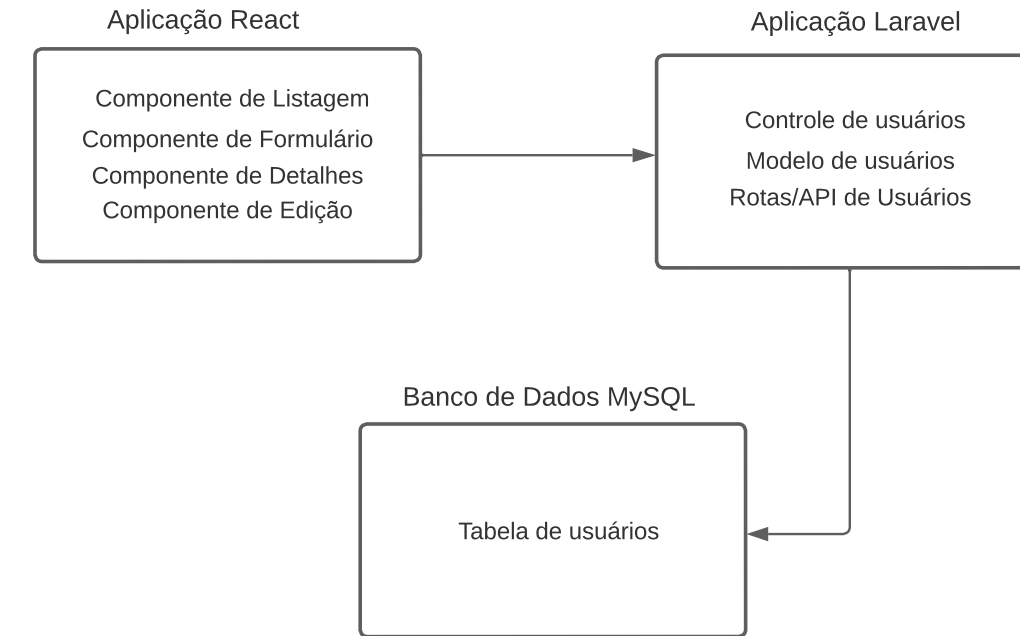 Aplicação React
Componente de Listagem
Componente de Formulário
Componente de Detalhes
Componente de Edição
Aplicação Laravel
Controle de usuários
Modelo de usuários
Rotas/API de Usuários
Banco de Dados MySQL
Tabela de usuários